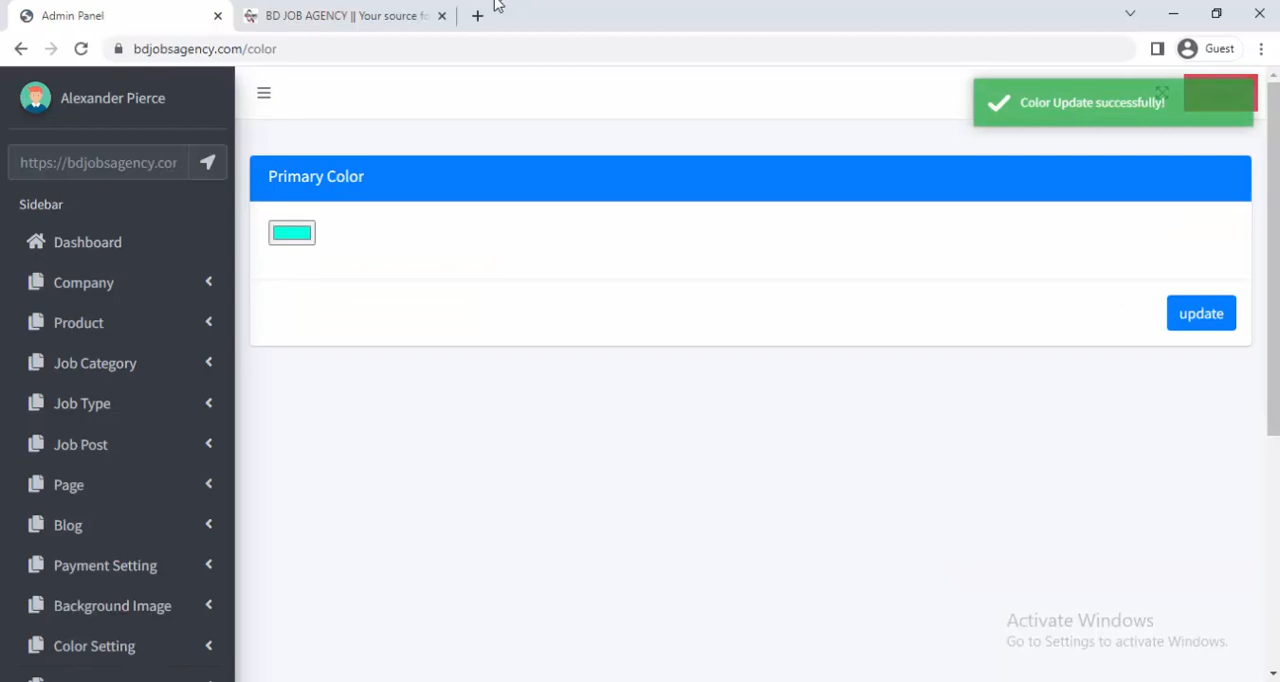 Admin Panel
BD JOB AGENCY || Your source fo
bdjobsagency.com/color
Guest
Alexander Pierce
Color Update successfully!
https://bdjobsagency.cor
Primary Color
Sidebar
Dashboard
Company
Product
update
Job Category
Job Type
Job Post
Page
Blog
Payment Setting
Background Image
Color Setting
Activate Windows
Go to Settings to activate Windows.